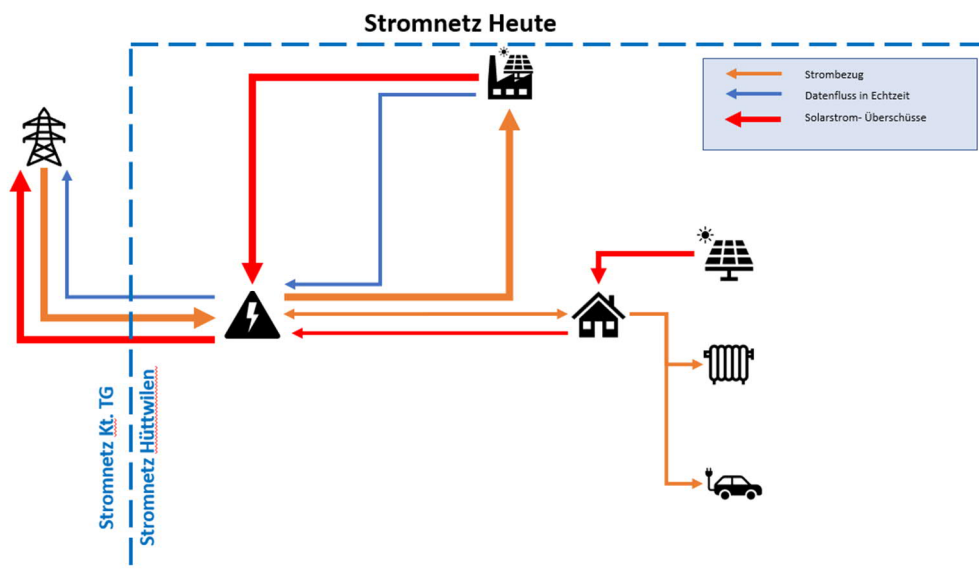 Stromnetz Heute
Strombezug
Datenfluss in Echtzeit
Solarstrom- Überschüsse
Stromnetz Kt. TG
Stromnetz Hüttwilen